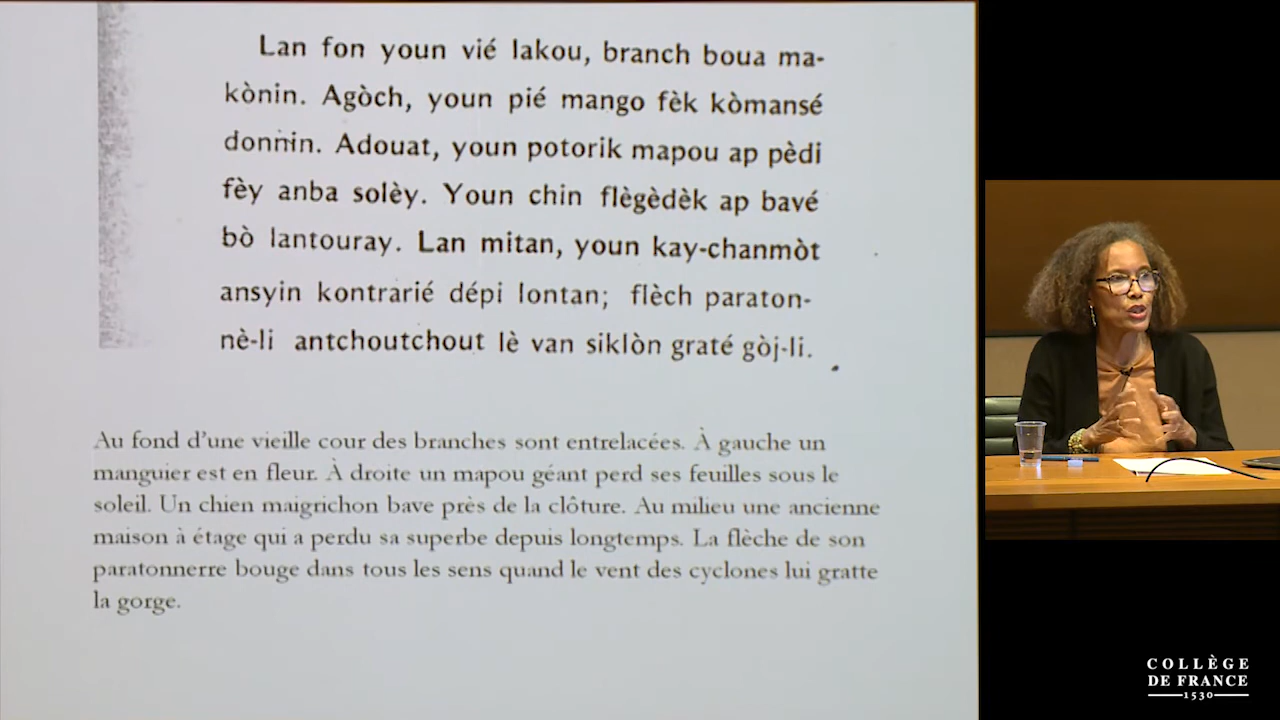 Lan fon youn vié lakou, branch boua ma-
kònin. Agòch, youn pié mango fèk kòmansé
donnin. Adouat, youn potorik mapou ap pèdi
fèy anba solèy. Youn chin flègèdèk ap bavé
bò lantouray. Lan mitan, youn kay-chanmòt
ansyin kontrarié dépi lontan; flèch paraton-
nè-li antchoutchout lè van siklòn graté gòj-li.
Au fond d'une vieille cour des branches sont entrelacées. À gauche un
manguier est en fleur. À droite un mapou géant perd ses feuilles sous le
soleil. Un chien maigrichon bave près de la clôture. Au milieu une ancienne
maison à étage qui a perdu sa superbe depuis longtemps. La flèche de son
paratonnerre bouge dans tous les sens quand le vent des cyclones lui gratte
la gorge.
COLLÈGE
DE FRANCE
1530